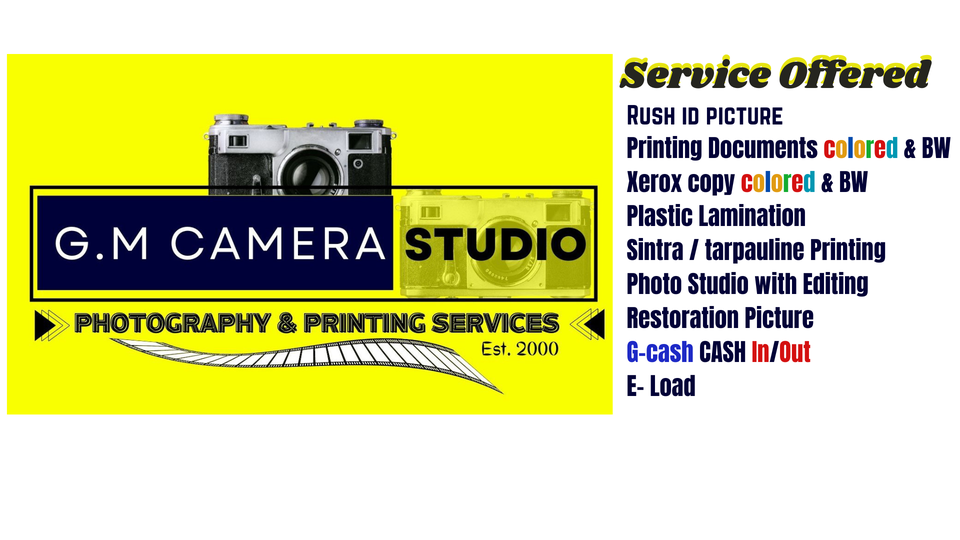 G.M CAMERA STUDIO
PHOTOGRAPHY & PRINTING SERVICES
Est. 2000
Service Offered
RUSH ID PICTURE
Printing Documents colored & BW
Xerox copy colored & BW
Plastic Lamination
Sintra / tarpauline Printing
Photo Studio with Editing
Restoration Picture
G-cash CASH In/Out
E- Load